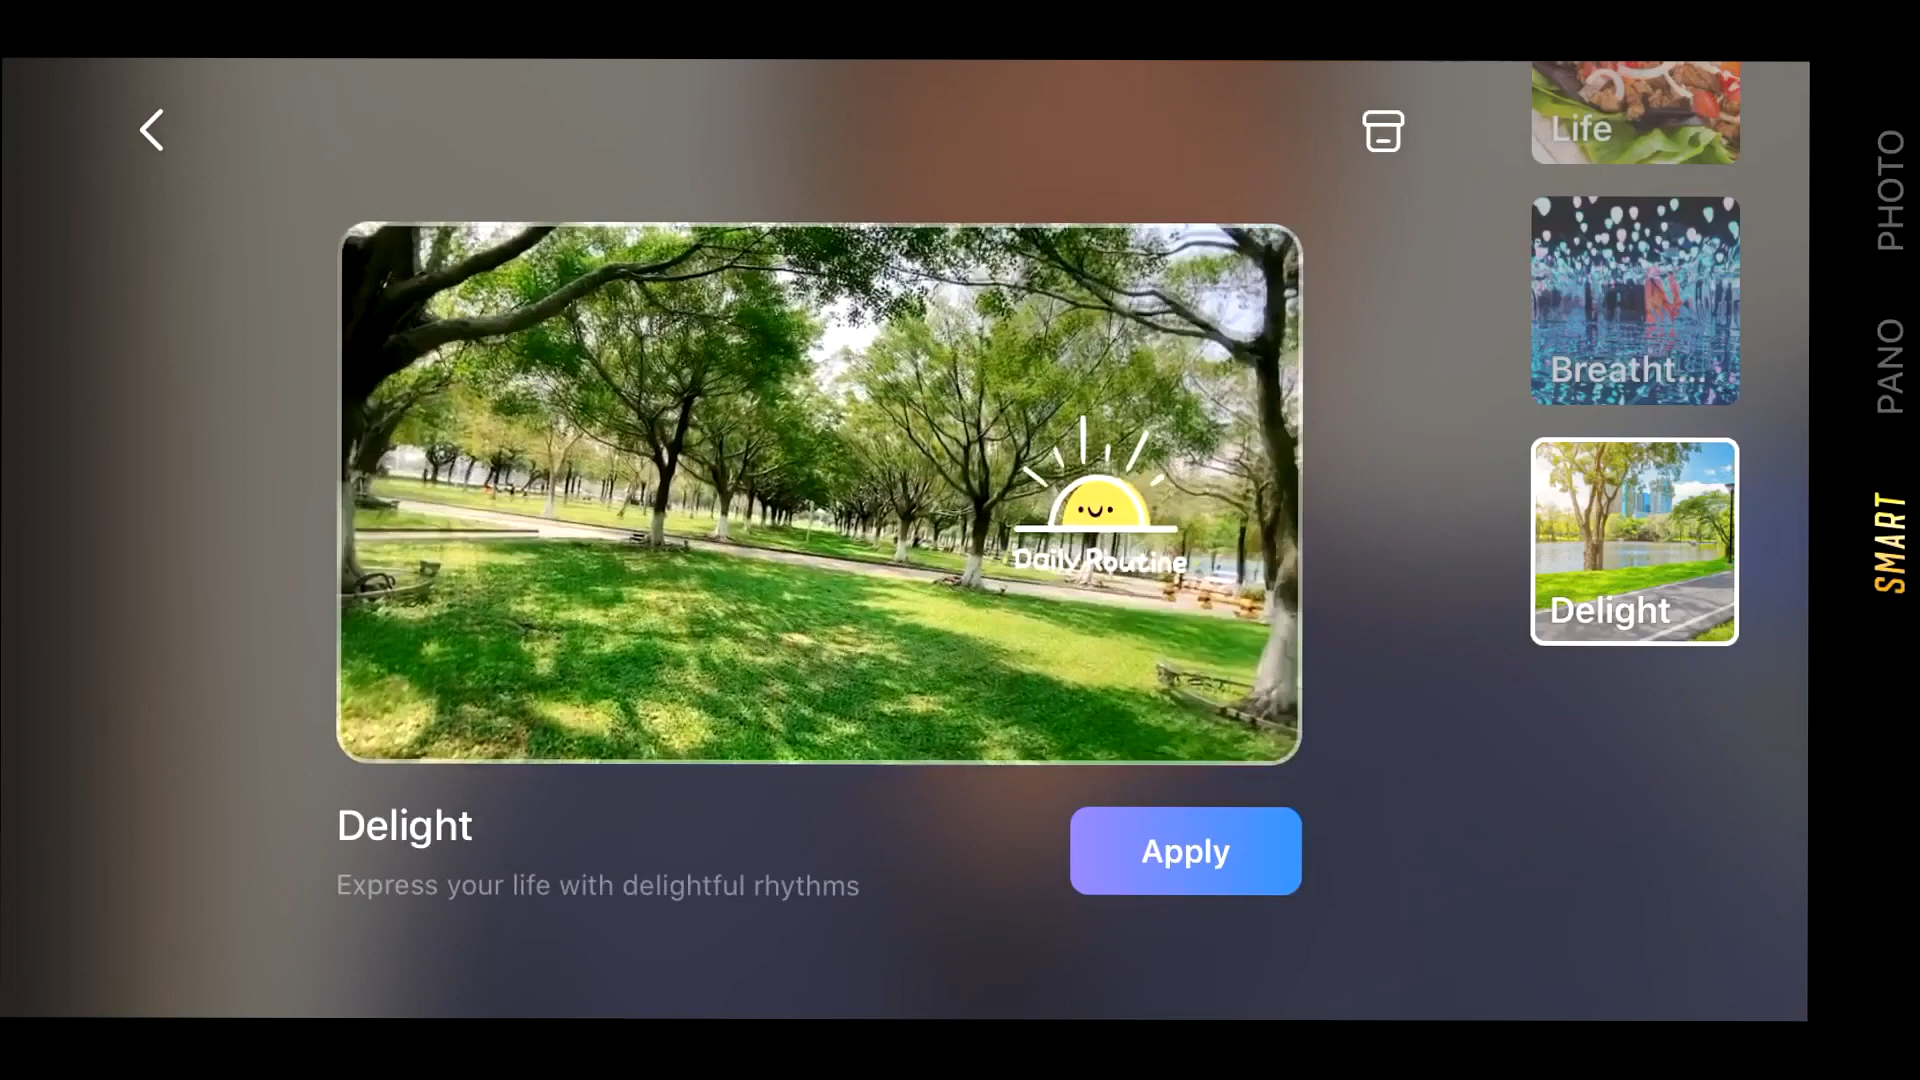 Life
Breatht...
Delight
Daily Routine
Delight
Express your life with delightful rhythms
Apply
PHOTO
PANO
SMART